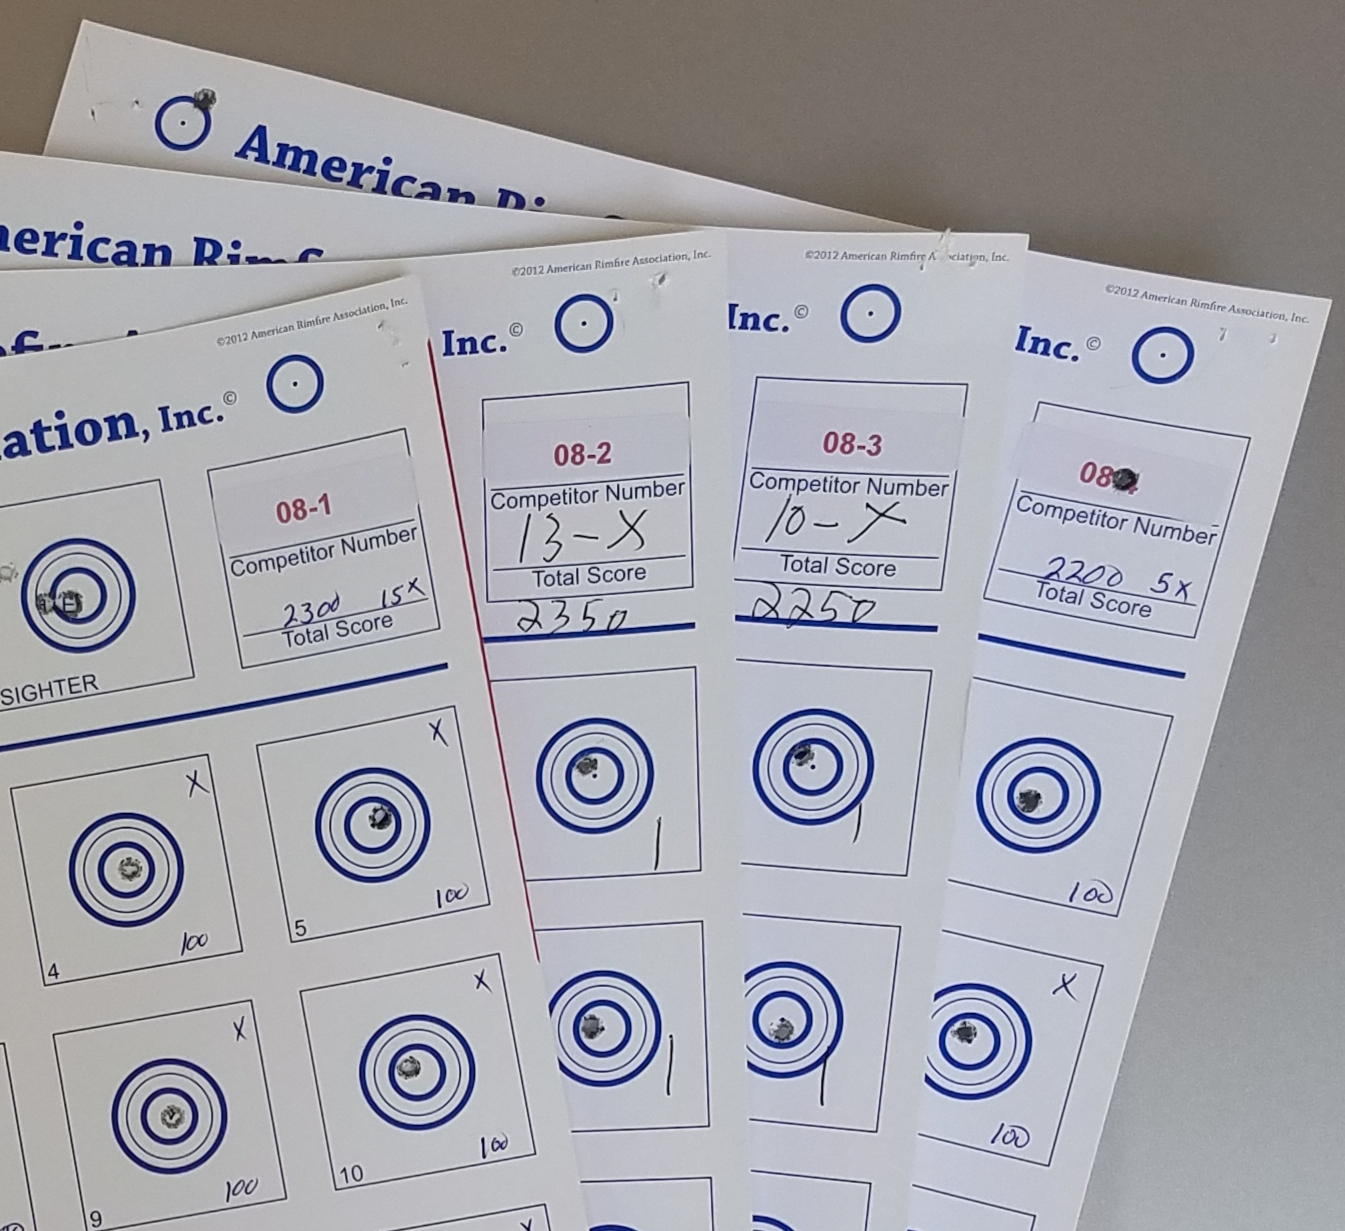 American
merican Rimf
©2012 American Rimfire Association, Inc.
ation, Inc.©
08-1
Competitor Number
2300 15X
Total Score
SIGHTER
X
100
4
X
100
5
X
100
9
X
100
10
©2012 American Rimfire Association, Inc.
Inc.©
08-2
Competitor Number
13-X
Total Score
2350
1
1
©2012 American Rimfire A ciation, Inc.
Inc.©
08-3
Competitor Number
10-X
Total Score
2250
1
1
©2012 American Rimfire Association, Inc.
Inc.©
08
Competitor Number
2200 5X
Total Score
100
X
100